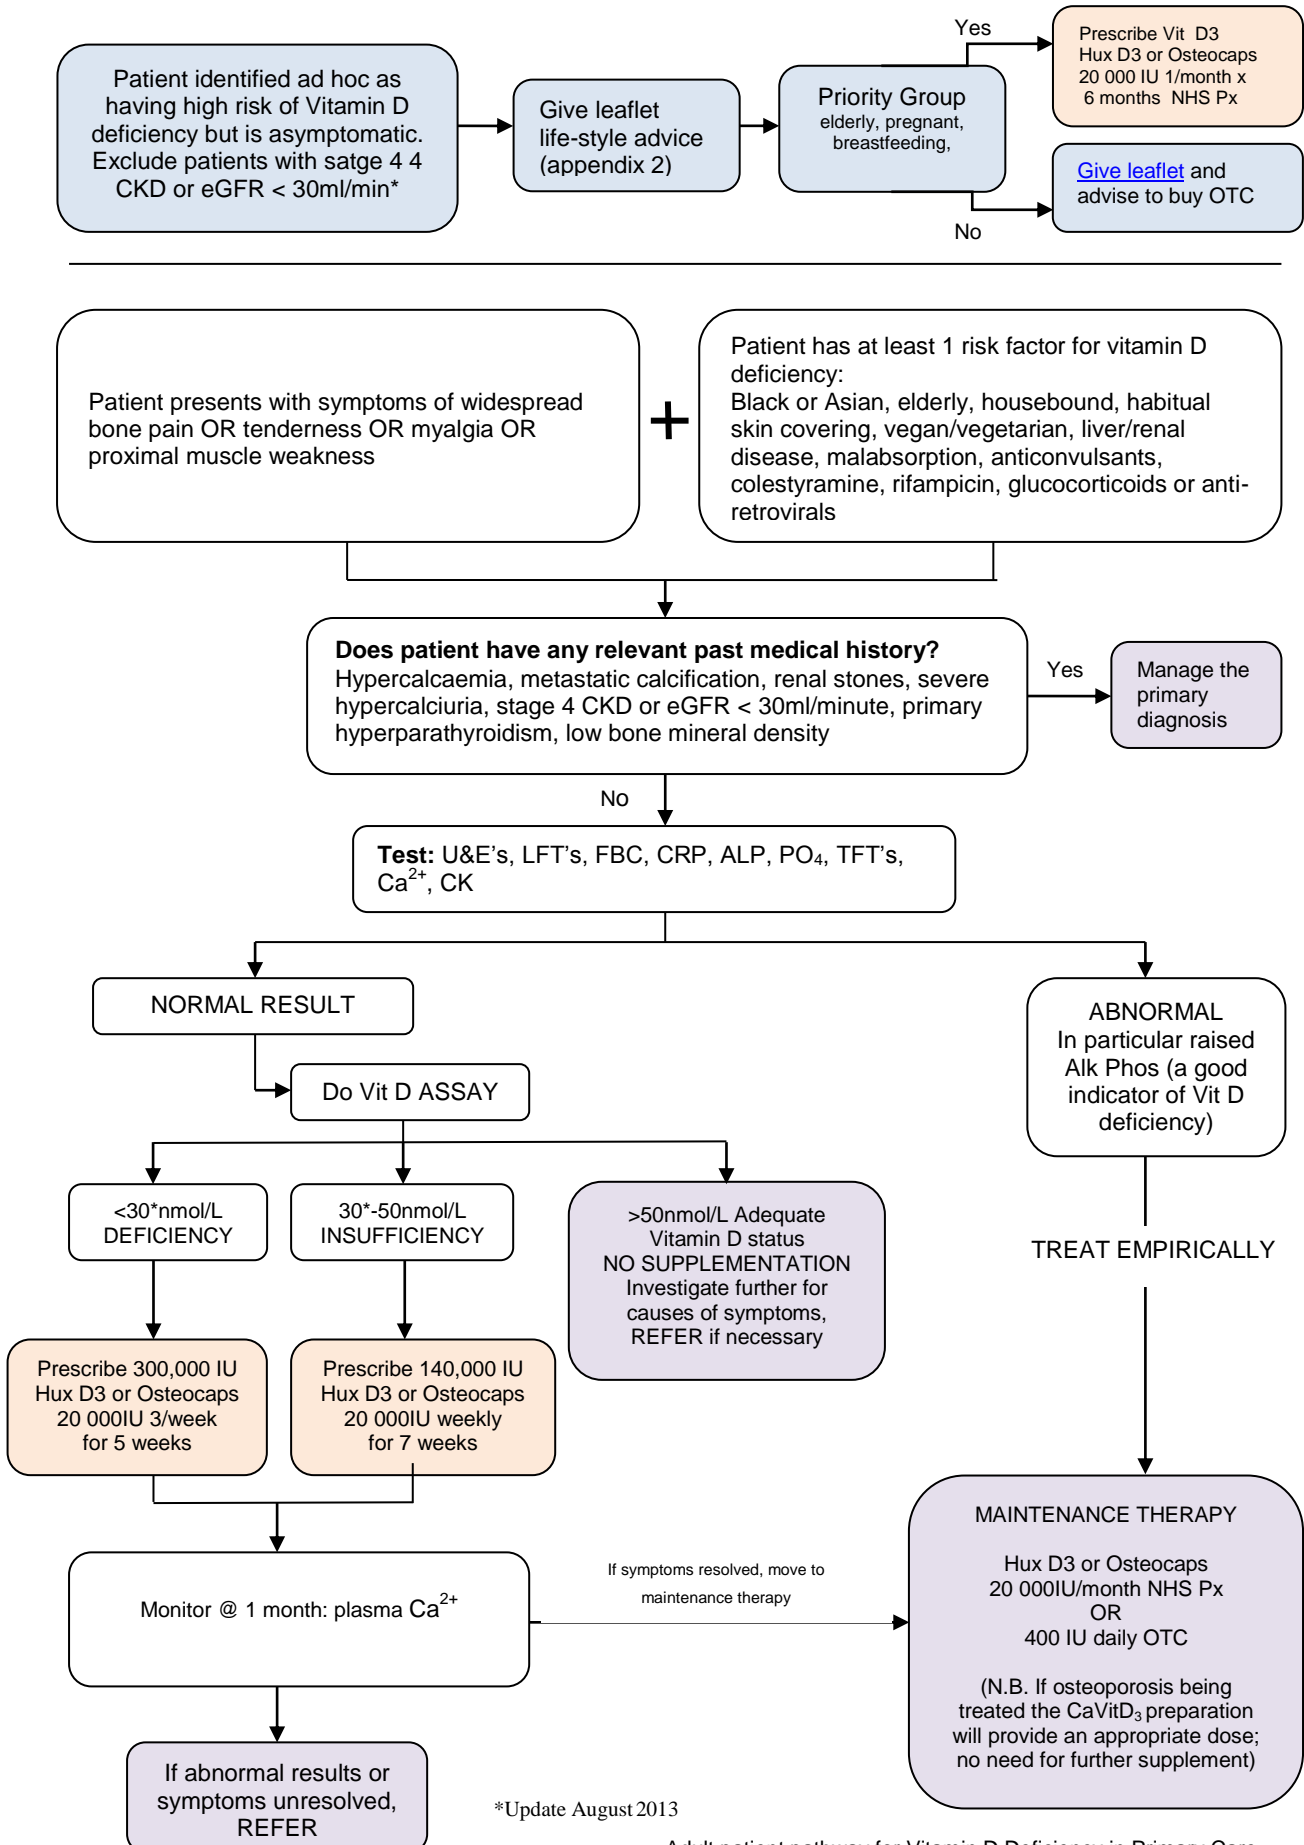 Patient identified ad hoc as
having high risk of Vitamin D
deficiency but is asymptomatic.
Exclude patients with satge 4 4
CKD or eGFR < 30ml/min*
Give leaflet
life-style advice
(appendix 2)
Priority Group
elderly, pregnant,
breastfeeding,
Yes
Prescribe Vit D3
Hux D3 or Osteocaps
20 000 IU 1/month x
6 months NHS Px
No
Give leaflet and
advise to buy OTC
Patient presents with symptoms of widespread
bone pain OR tenderness OR myalgia OR
proximal muscle weakness
+
Patient has at least 1 risk factor for vitamin D
deficiency:
Black or Asian, elderly, housebound, habitual
skin covering, vegan/vegetarian, liver/renal
disease, malabsorption, anticonvulsants,
colestyramine, rifampicin, glucocorticoids or anti-
retrovirals
Does patient have any relevant past medical history?
Hypercalcaemia, metastatic calcification, renal stones, severe
hypercalciuria, stage 4 CKD or eGFR < 30ml/minute, primary
hyperparathyroidism, low bone mineral density
Yes
Manage the
primary
diagnosis
No
Test: U&E's, LFT's, FBC, CRP, ALP, PO₄, TFT's,
Ca²⁺, CK
NORMAL RESULT
Do Vit D ASSAY
ABNORMAL
In particular raised
Alk Phos (a good
indicator of Vit D
deficiency)
<30*nmol/L
DEFICIENCY
30*-50nmol/L
INSUFFICIENCY
>50nmol/L Adequate
Vitamin D status
NO SUPPLEMENTATION
Investigate further for
causes of symptoms,
REFER if necessary
TREAT EMPIRICALLY
Prescribe 300,000 IU
Hux D3 or Osteocaps
20 000IU 3/week
for 5 weeks
Prescribe 140,000 IU
Hux D3 or Osteocaps
20 000IU weekly
for 7 weeks
Monitor @ 1 month: plasma Ca²⁺
If symptoms resolved, move to
maintenance therapy
MAINTENANCE THERAPY
Hux D3 or Osteocaps
20 000IU/month NHS Px
OR
400 IU daily OTC
(N.B. If osteoporosis being
treated the CaVitD₃ preparation
will provide an appropriate dose;
no need for further supplement)
If abnormal results or
symptoms unresolved,
REFER
*Update August 2013
Adult patient pathway for Vitamin D Deficiency in Primary Care